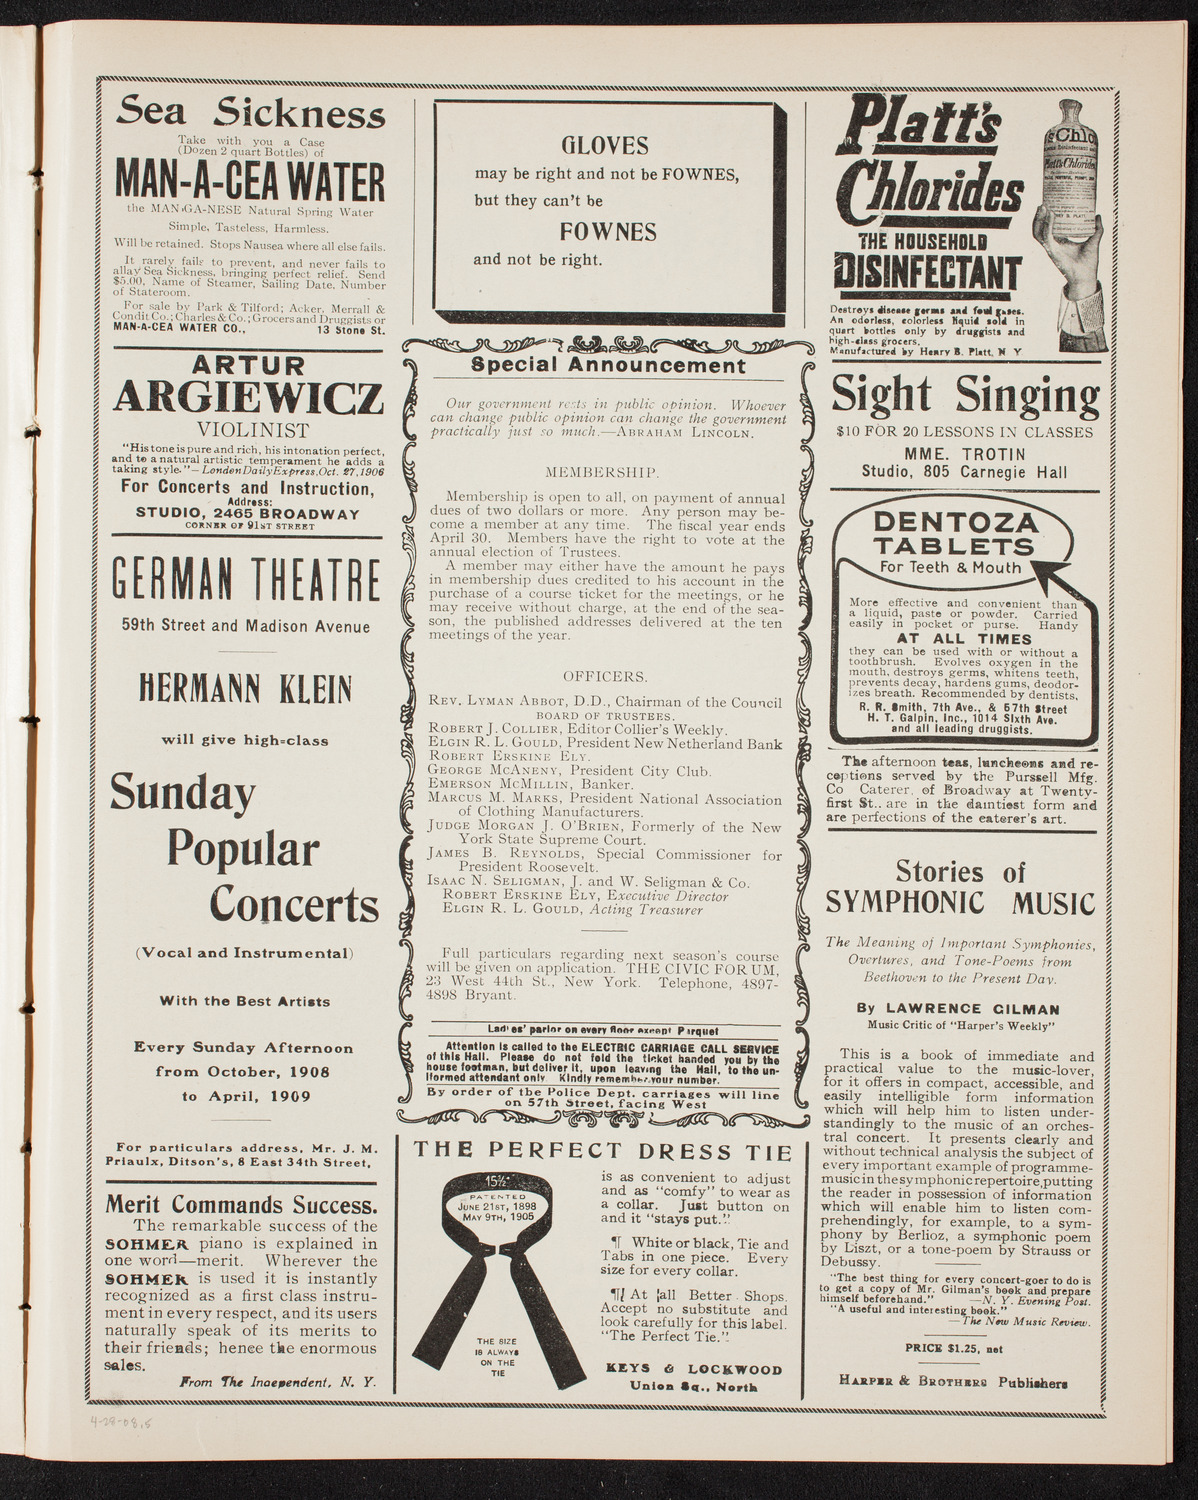 Sea Sickness
Take with you a Case
(Dozen 2 quart Bottles) of
MAN-A-CEA WATER
the MAN-GA-NESE Natural Spring Water
Simple, Tasteless, Harmless.
Will be retained. Stops Nausea where all else fails.
It rarely fails to prevent, and never fails to
allay Sea Sickness, bringing perfect relief. Send
$5.00, Name of Steamer, Sailing Date, Number
of Stateroom.
For sale by Park & Tilford; Acker, Merrall &
Condit Co.; Charles & Co.; Grocers and Druggists or
MAN-A-CEA WATER CO., 13 Stone St.
ARTUR
ARGIEWICZ
VIOLINIST
"His tone is pure and rich, his intonation perfect,
and to a natural artistic temperament he adds a
taking style."—London Daily Express, Oct. 27, 1906
For Concerts and Instruction,
Address:
STUDIO, 2465 BROADWAY
CORNER OF 91ST STREET
GERMAN THEATRE
59th Street and Madison Avenue
HERMANN KLEIN
will give high=class
Sunday
Popular
Concerts
(Vocal and Instrumental)
With the Best Artists
Every Sunday Afternoon
from October, 1908
to April, 1909
For particulars address, Mr. J. M.
Priaulx, Ditson's, 8 East 34th Street,
Merit Commands Success.
The remarkable success of the
SOHMER piano is explained in
one word—merit. Wherever the
SOHMER is used it is instantly
recognized as a first class instru-
ment in every respect, and its users
naturally speak of its merits to
their friends; hence the enormous
sales.
From The Independent, N. Y.
GLOVES
may be right and not be FOWNES,
but they can't be
FOWNES
and not be right.
Special Announcement
Our government rests in public opinion. Whoever
can change public opinion can change the government
practically just so much.—ABRAHAM LINCOLN.
MEMBERSHIP.
Membership is open to all, on payment of annual
dues of two dollars or more. Any person may be-
come a member at any time. The fiscal year ends
April 30. Members have the right to vote at the
annual election of Trustees.
A member may either have the amount he pays
in membership dues credited to his account in the
purchase of a course ticket for the meetings, or he
may receive without charge, at the end of the sea-
son, the published addresses delivered at the ten
meetings of the year.
OFFICERS.
REV. LYMAN ABBOT, D.D., Chairman of the Council
BOARD OF TRUSTEES.
ROBERT J. COLLIER, Editor Collier's Weekly.
ELGIN R. L. GOULD, President New Netherland Bank
ROBERT ERSKINE ELY.
GEORGE MCANENY, President City Club.
EMERSON MCMILLIN, Banker.
MARCUS M. MARKS, President National Association
of Clothing Manufacturers.
JUDGE MORGAN J. O'BRIEN, Formerly of the New
York State Supreme Court.
JAMES B. REYNOLDS, Special Commissioner for
President Roosevelt.
ISAAC N. SELIGMAN, J. and W. Seligman & Co.
ROBERT ERSKINE ELY, Executive Director
ELGIN R. L. GOULD, Acting Treasurer
Full particulars regarding next season's course
will be given on application. THE CIVIC FORUM,
23 West 44th St., New York. Telephone, 4897-
4898 Bryant.
Ladies' parlor on every floor except Parquet
Attention is called to the ELECTRIC CARRIAGE CALL SERVICE
of this Hall. Please do not fold the ticket handed you by the
house footman, but deliver it, upon leaving the Hall, to the un-
iformed attendant only. Kindly remember your number.
By order of the Police Dept. carriages will line
on 57th Street, facing West
THE PERFECT DRESS TIE
15½
PATENTED
JUNE 21ST, 1898
MAY 9TH, 1905
THE SIZE
IS ALWAYS
ON THE
TIE
is as convenient to adjust
and as "comfy" to wear as
a collar. Just button on
and it "stays put."
¶ White or black, Tie and
Tabs in one piece. Every
size for every collar.
¶ At all Better Shops.
Accept no substitute and
look carefully for this label.
"The Perfect Tie."
KEYS & LOCKWOOD
Union Sq., North
Platt's
Chlorides
THE HOUSEHOLD
DISINFECTANT
Destroys disease germs and foul gases.
An odorless, colorless liquid sold in
quart bottles only by druggists and
high-class grocers.
Manufactured by Henry B. Platt, N Y
Sight Singing
$10 FOR 20 LESSONS IN CLASSES
MME. TROTIN
Studio, 805 Carnegie Hall
DENTOZA
TABLETS
For Teeth & Mouth
More effective and convenient than
a liquid, paste or powder. Carried
easily in pocket or purse. Handy
AT ALL TIMES
they can be used with or without a
toothbrush. Evolves oxygen in the
mouth, destroys germs, whitens teeth,
prevents decay, hardens gums, deodor-
izes breath. Recommended by dentists,
R. R. Smith, 7th Ave., & 57th Street
H. T. Galpin, Inc., 1014 Sixth Ave.
and all leading druggists.
The afternoon teas, luncheons and re-
ceptions served by the Purssell Mfg.
Co Caterer, of Broadway at Twenty-
first St., are in the daintiest form and
are perfections of the eaterer's art.
Stories of
SYMPHONIC MUSIC
The Meaning of Important Symphonies,
Overtures, and Tone-Poems from
Beethoven to the Present Day.
By LAWRENCE GILMAN
Music Critic of "Harper's Weekly"
This is a book of immediate and
practical value to the music-lover,
for it offers in compact, accessible, and
easily intelligible form information
which will help him to listen under-
standingly to the music of an orches-
tral concert. It presents clearly and
without technical analysis the subject of
every important example of programme-
music in the symphonic repertoire, putting
the reader in possession of information
which will enable him to listen com-
prehendingly, for example, to a sym-
phony by Berlioz, a symphonic poem
by Liszt, or a tone-poem by Strauss or
Debussy.
"The best thing for every concert-goer to do is
to get a copy of Mr. Gilman's book and prepare
himself beforehand." —N. Y. Evening Post.
"A useful and interesting book."
—The New Music Review.
PRICE $1.25, net
HARPER & BROTHERS Publishers
4-28-08.5